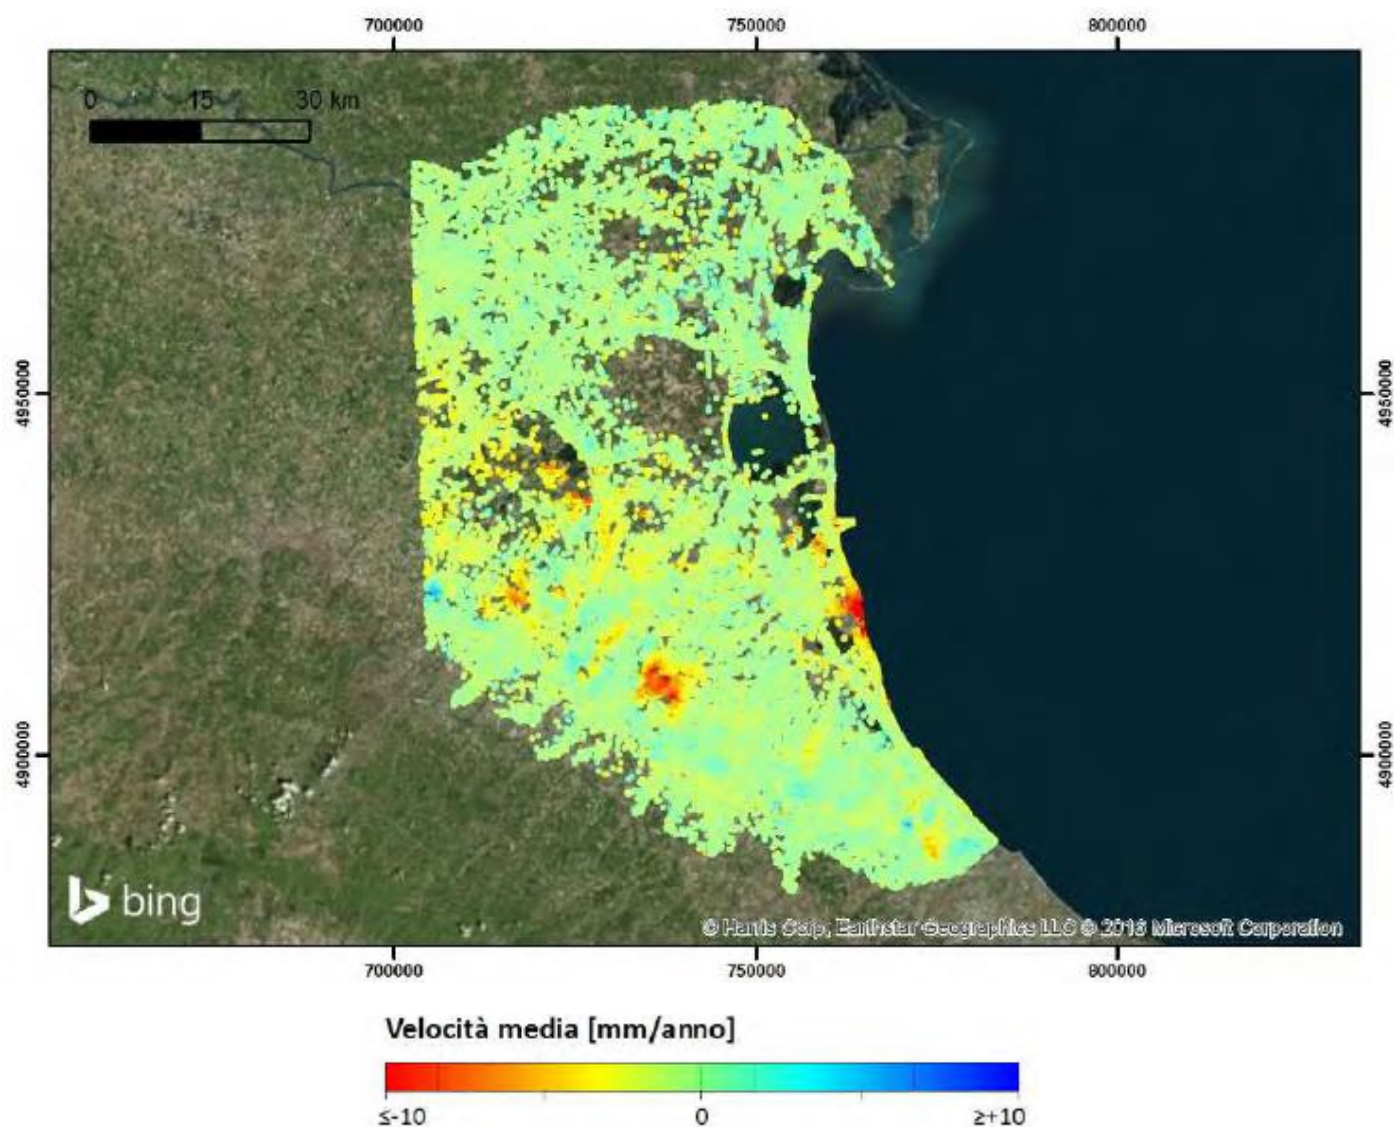 700000 750000 800000
0 15 30 km
4950000 4950000
4900000 4900000
bing
© Harris Corp, Earthstar Geographics LLC © 2016 Microsoft Corporation
700000 750000 800000
Velocità media [mm/anno]
≤-10 0 ≥+10